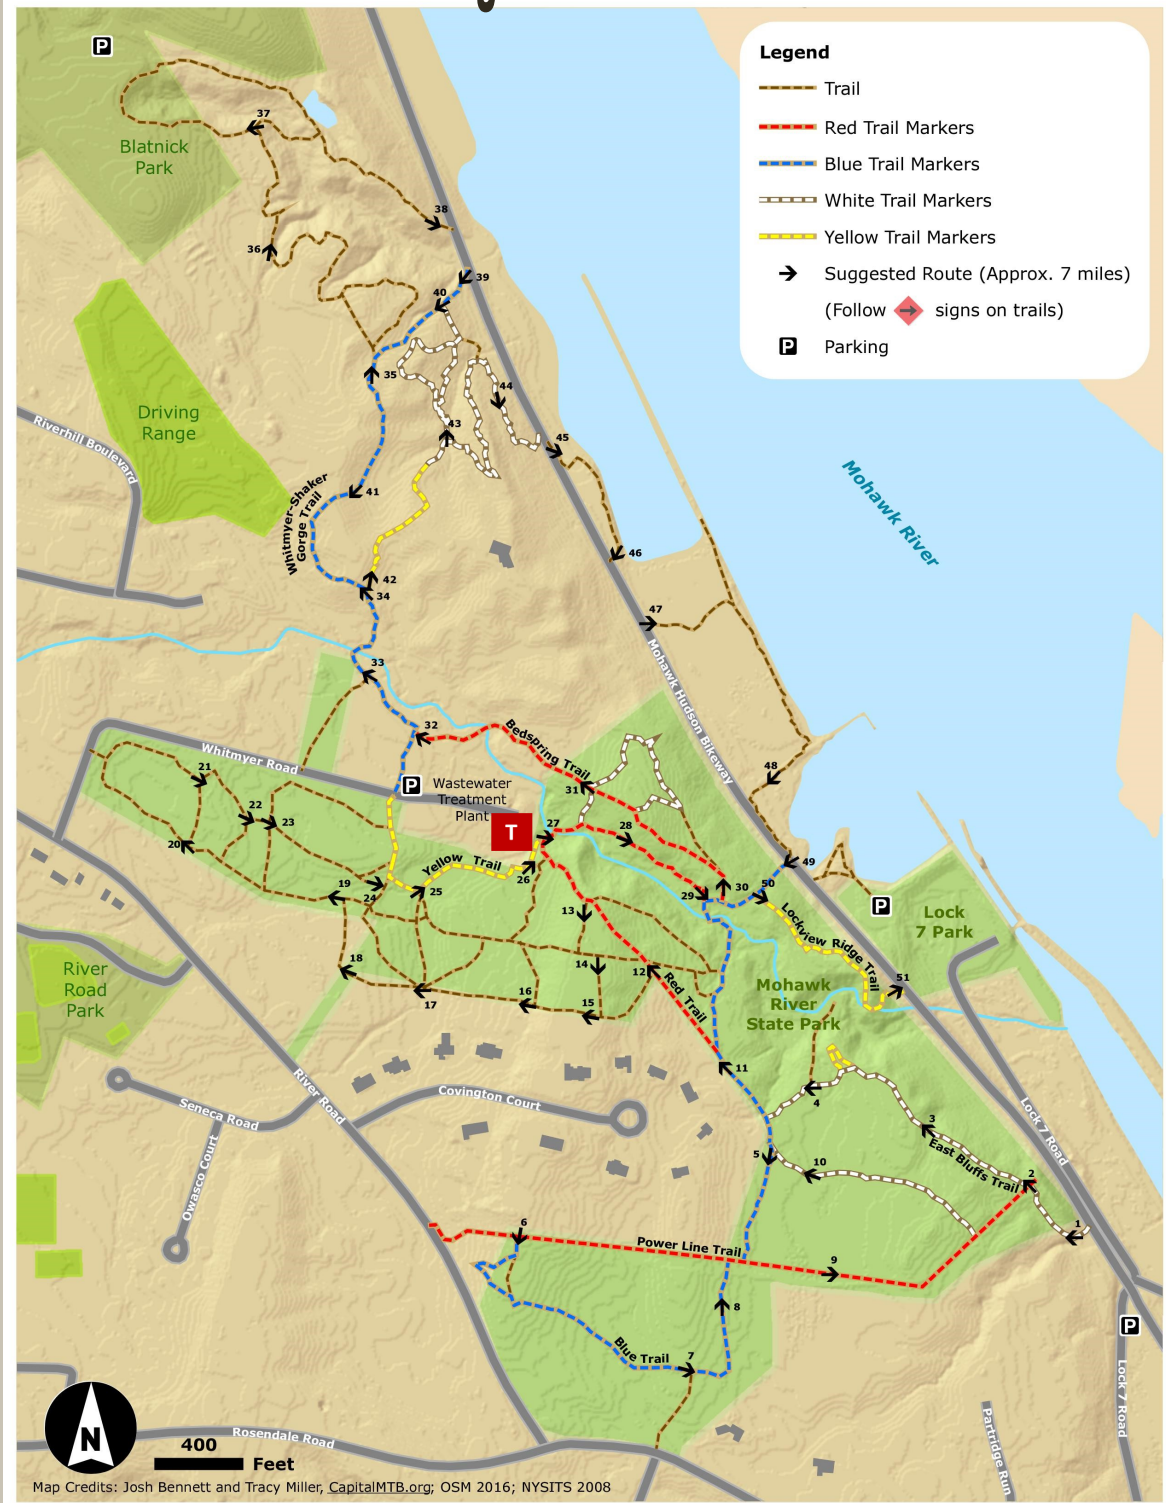 Legend
Trail
Red Trail Markers
Blue Trail Markers
White Trail Markers
Yellow Trail Markers
Suggested Route (Approx. 7 miles)
(Follow signs on trails)
P Parking
P
37
Blatnick
Park
38
36
39
40
35
44
Driving
Range
43
45
Riverhill Boulevard
Mohawk
River
41
Whitmyer-Shaker
Gorge Trail
46
42
34
47
33
Mohawk Hudson Bikeway
32
Bedspring Trail
Whitmyer Road
21
P
Wastewater
Treatment
Plant
48
31
22
23
T
27
28
20
49
Yellow Trail
26
19
24
25
29
30
50
P
13
Lockview Ridge Trail
Lock
7 Park
18
14
12
River
Road
Park
Red Trail
51
17
16
15
Mohawk
River
State Park
11
River Road
Covington Court
4
Seneca Road
3
Lock 7 Road
East Bluffs Trail
5
10
2
Owasco Court
6
1
Power Line Trail
9
8
P
Blue Trail
7
Lock 7 Road
N
400
Feet
Rosendale Road
Partridge Run
Map Credits: Josh Bennett and Tracy Miller, CapitalMTB.org; OSM 2016; NYSITS 2008